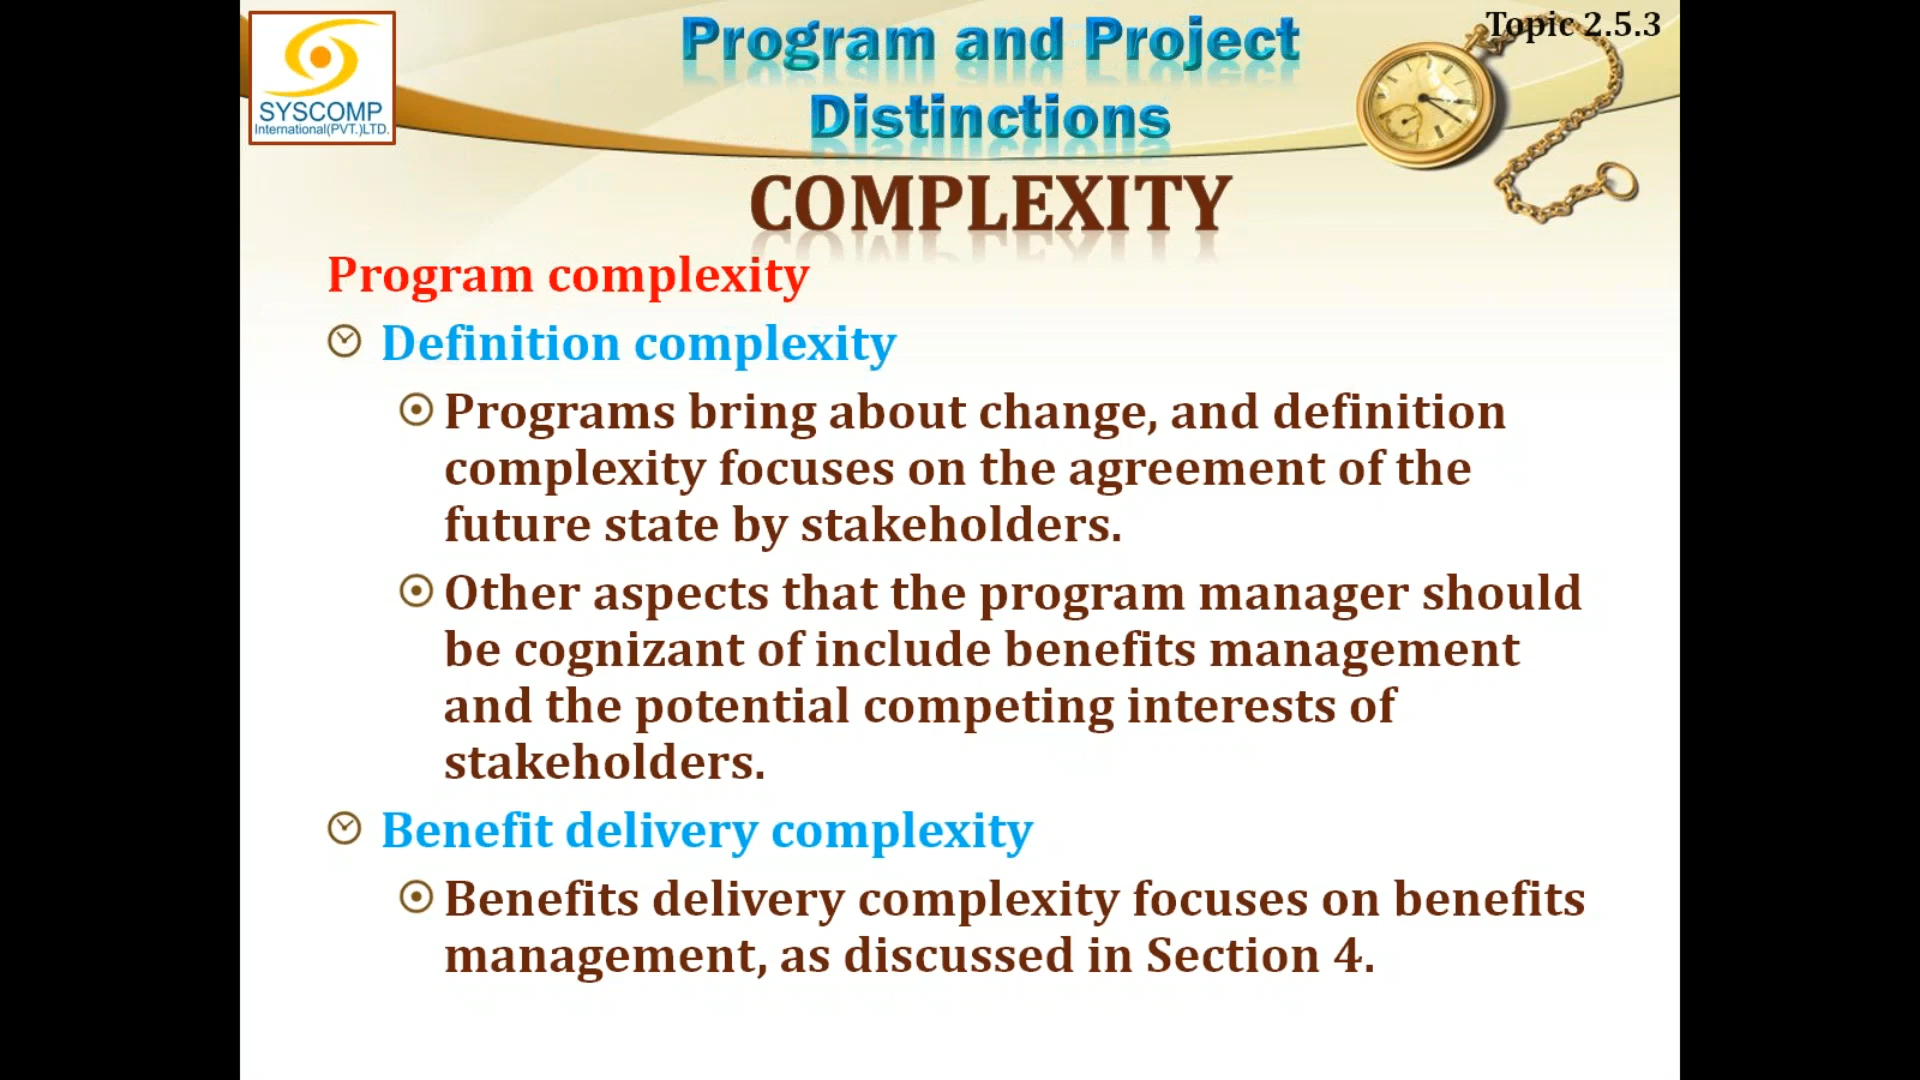 Topic 2.5.3
SYSCOMP
International(PVT.)LTD.
Program and Project
Distinctions
COMPLEXITY
Program complexity
Definition complexity
Programs bring about change, and definition
complexity focuses on the agreement of the
future state by stakeholders.
Other aspects that the program manager should
be cognizant of include benefits management
and the potential competing interests of
stakeholders.
Benefit delivery complexity
Benefits delivery complexity focuses on benefits
management, as discussed in Section 4.